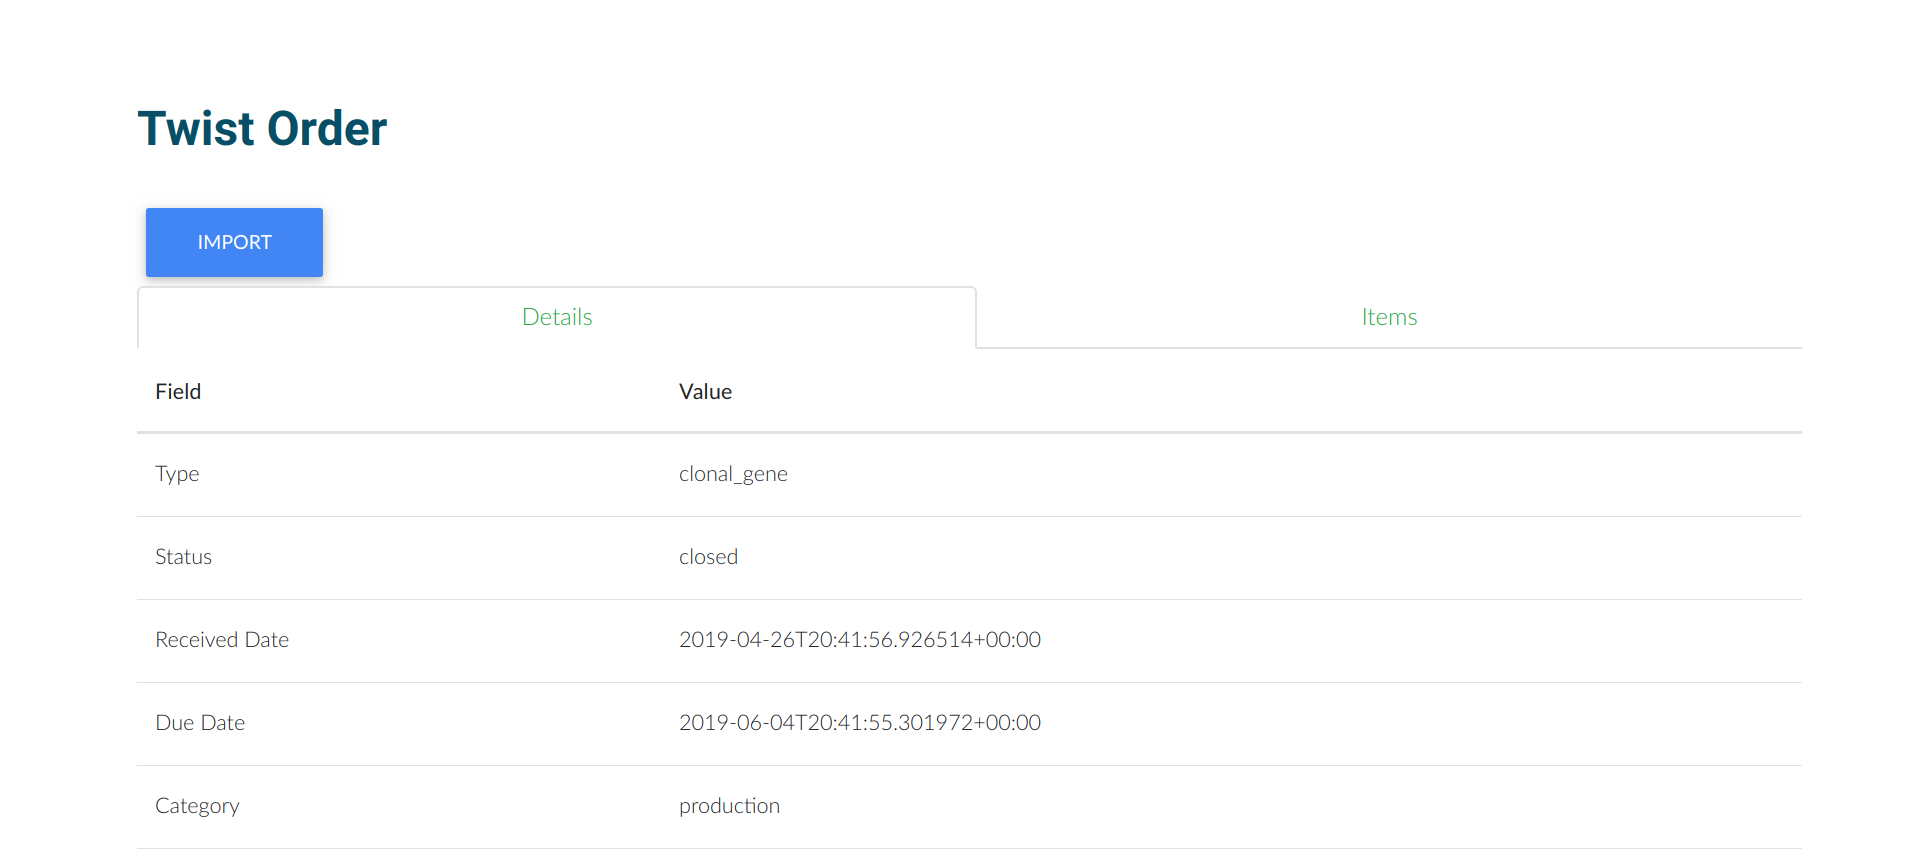 Twist Order
IMPORT
Details Items
Field Value
Type clonal_gene
Status closed
Received Date 2019-04-26T20:41:56.926514+00:00
Due Date 2019-06-04T20:41:55.301972+00:00
Category production